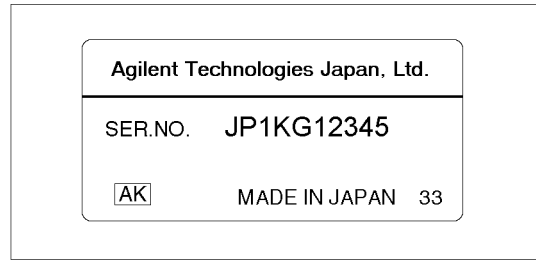 Agilent Technologies Japan, Ltd.
SER.NO. JP1KG12345
AK MADE IN JAPAN 33